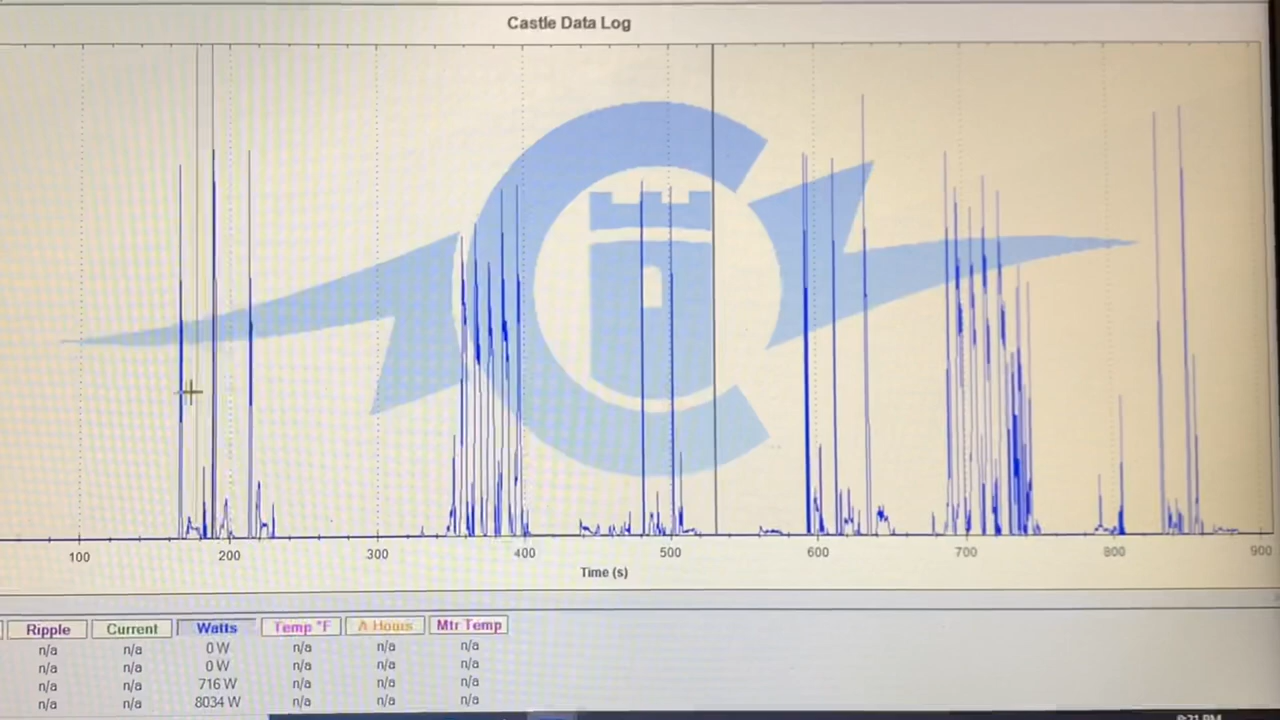 Castle Data Log
100 200 300 400 500 600 700 800 900
Time (s)
Ripple Current Watts Temp °F A Hours Mtr Temp
n/a n/a 0 W n/a n/a n/a
n/a n/a 0 W n/a n/a n/a
n/a n/a 716 W n/a n/a n/a
n/a n/a 8034 W n/a n/a n/a